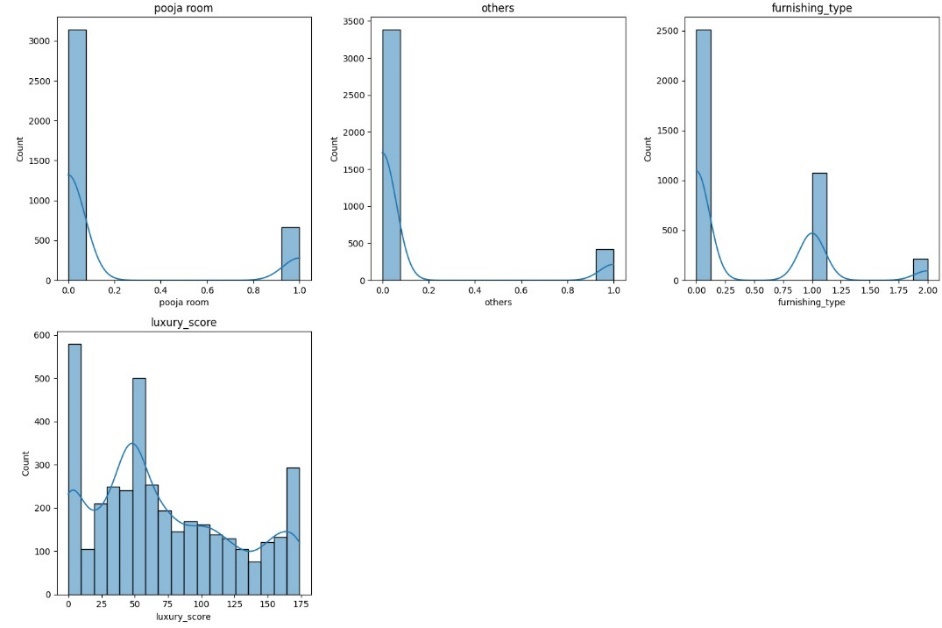 pooja room
3000
2500
2000
1500
1000
500
0
Count
0.0 0.2 0.4 0.6 0.8 1.0
pooja room
others
3500
3000
2500
2000
1500
1000
500
0
Count
0.0 0.2 0.4 0.6 0.8 1.0
others
furnishing_type
2500
2000
1500
1000
500
0
Count
0.00 0.25 0.50 0.75 1.00 1.25 1.50 1.75 2.00
furnishing_type
luxury_score
600
500
400
300
200
100
0
Count
0 25 50 75 100 125 150 175
luxury_score